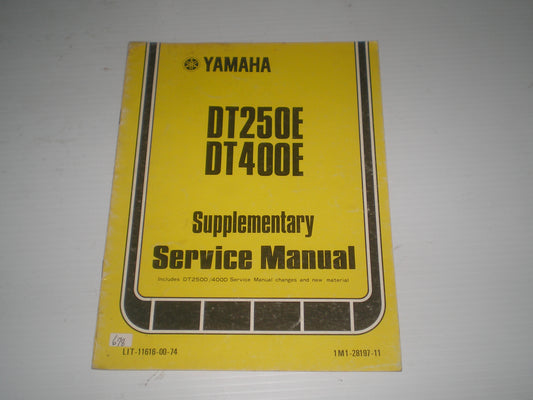 YAMAHA
DT250E
DT400E
Supplementary
Service Manual
Includes DT250D/400D Service Manual changes and new material
678
LIT-11616-00-74
1M1-28197-11